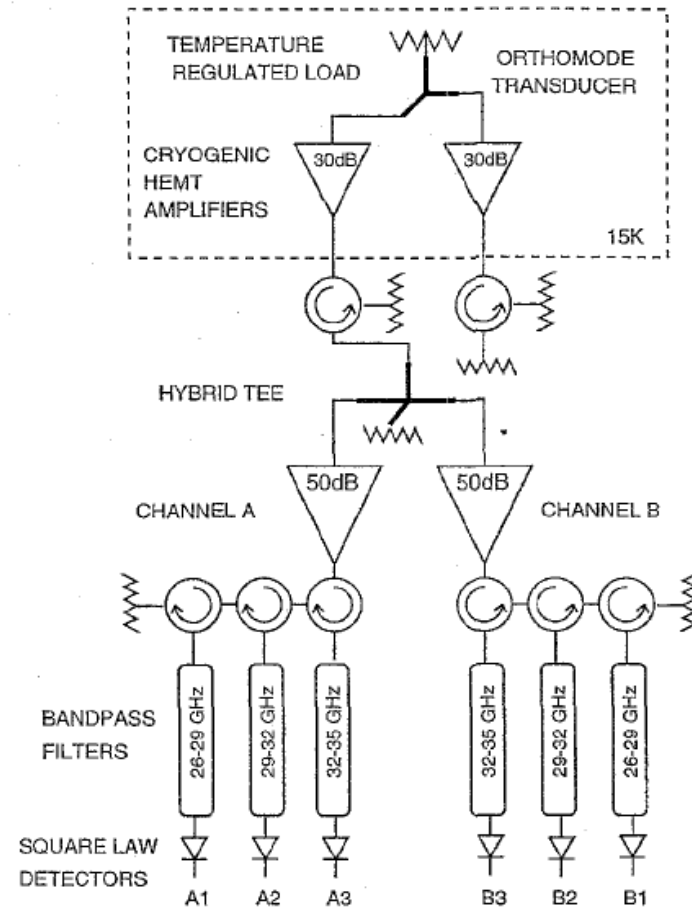 TEMPERATURE
REGULATED LOAD
ORTHOMODE
TRANSDUCER
CRYOGENIC
HEMT
AMPLIFIERS
30dB
30dB
15K
HYBRID TEE
50dB
50dB
CHANNEL A
CHANNEL B
BANDPASS
FILTERS
26-29 GHz
29-32 GHz
32-35 GHz
32-35 GHz
29-32 GHz
26-29 GHz
SQUARE LAW
DETECTORS
A1
A2
A3
B3
B2
B1